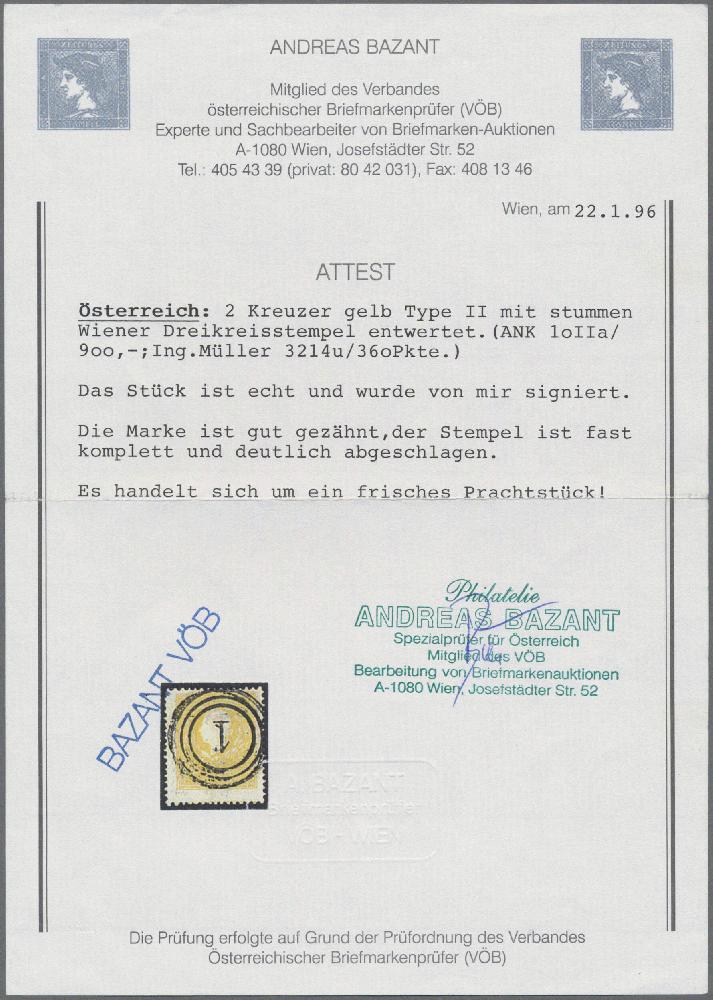 ANDREAS BAZANT
Mitglied des Verbandes
österreichischer Briefmarkenprüfer (VÖB)
Experte und Sachbearbeiter von Briefmarken-Auktionen
A-1080 Wien, Josefstädter Str. 52
Tel.: 405 43 39 (privat: 80 42 031), Fax: 408 13 46
Wien, am 22.1.96
ATTEST
Österreich: 2 Kreuzer gelb Type II mit stummen
Wiener Dreikreisstempel entwertet.(ANK 1oIIa/
9oo,-;Ing.Müller 3214u/36oPkte.)
Das Stück ist echt und wurde von mir signiert.
Die Marke ist gut gezähnt,der Stempel ist fast
komplett und deutlich abgeschlagen.
Es handelt sich um ein frisches Prachtstück!
Philatelie
ANDREAS BAZANT
Spezialprüfer für Österreich
Mitglied des VÖB
Bearbeitung von Briefmarkenauktionen
A-1080 Wien, Josefstädter Str. 52
BAZANT VÖB
1
BAZANT
Briefmarkenprüfer
VÖB - WIEN
Die Prüfung erfolgte auf Grund der Prüfordnung des Verbandes
Österreichischer Briefmarkenprüfer (VÖB)